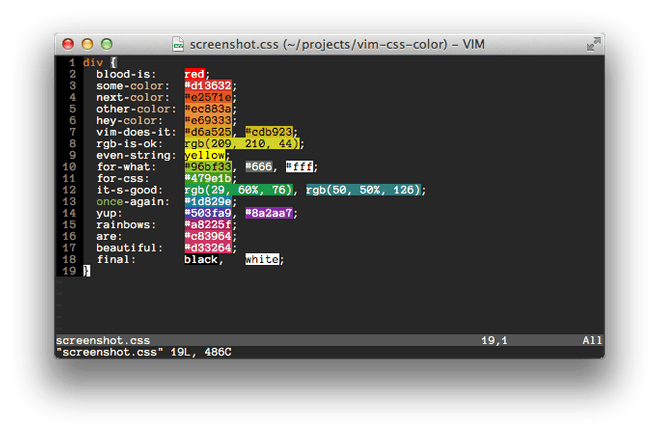 screenshot.css (~/projects/vim-css-color) – VIM
1 div {
2   blood-is:    red;
3   some-color:  #d13632;
4   next-color:  #e2571e;
5   other-color: #ec883a;
6   hey-color:   #e69333;
7   vim-does-it: #d6a525, #cdb923;
8   rgb-is-ok:   rgb(209, 210, 44);
9   even-string: yellow;
10   for-what:    #96bf33, #666, #fff;
11   for-css:     #479e1b;
12   it-s-good:   rgb(29, 60%, 76), rgb(50, 50%, 126);
13   once-again:  #1d829e;
14   yup:         #503fa9, #8a2aa7;
15   rainbows:    #a8225f;
16   are:         #c83964;
17   beautiful:   #d33264;
18   final:       black,   white;
19 }
~
~
~
~
screenshot.css 19,1 All
"screenshot.css" 19L, 486C